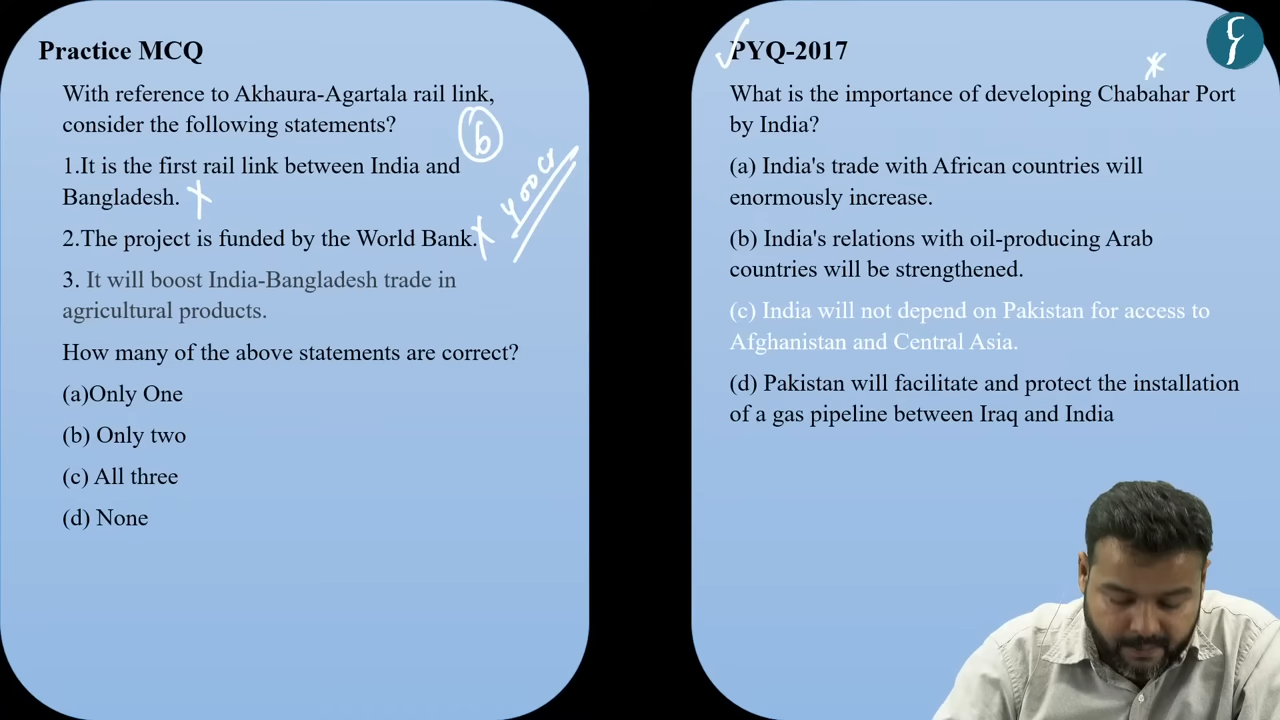 Practice MCQ
With reference to Akhaura-Agartala rail link,
consider the following statements?
6
1.It is the first rail link between India and
Bangladesh. X
2.The project is funded by the World Bank. X
400 cr
3. It will boost India-Bangladesh trade in
agricultural products.
How many of the above statements are correct?
(a)Only One
(b) Only two
(c) All three
(d) None
PYQ-2017
What is the importance of developing Chabahar Port
by India?
(a) India's trade with African countries will
enormously increase.
(b) India's relations with oil-producing Arab
countries will be strengthened.
(c) India will not depend on Pakistan for access to
Afghanistan and Central Asia.
(d) Pakistan will facilitate and protect the installation
of a gas pipeline between Iraq and India